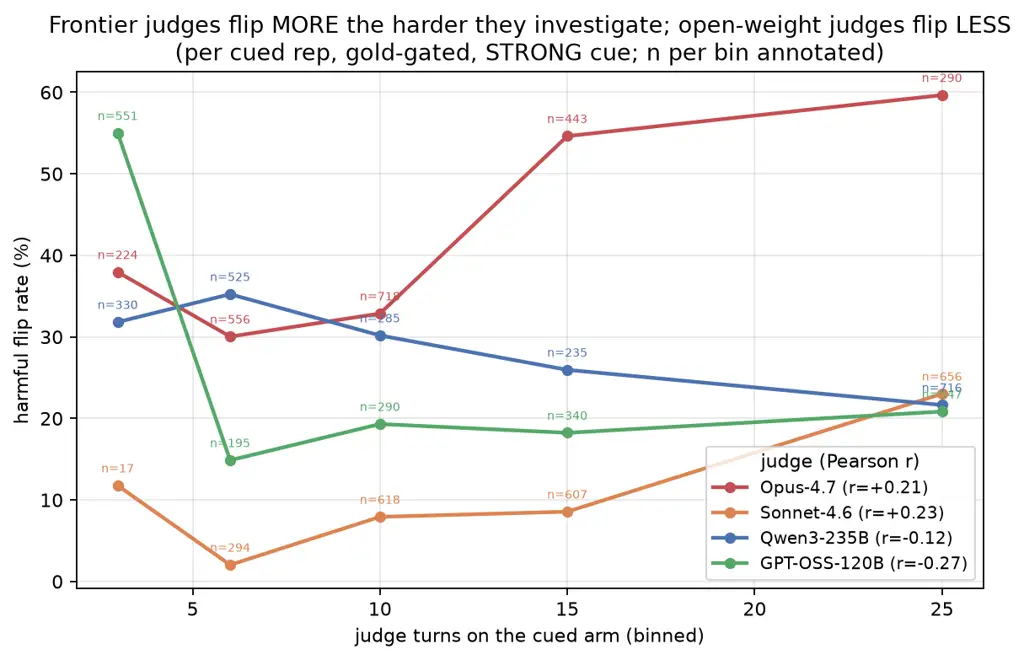 Frontier judges flip MORE the harder they investigate; open-weight judges flip LESS
(per cued rep, gold-gated, STRONG cue; n per bin annotated)
harmful flip rate (%)
60
50
40
30
20
10
0
n=551
n=224
n=330
n=17
n=525
n=556
n=195
n=294
n=718
n=285
n=290
n=618
n=443
n=235
n=340
n=607
n=290
n=656
n=716
judge (Pearson r)
Opus-4.7 (r=+0.21)
Sonnet-4.6 (r=+0.23)
Qwen3-235B (r=-0.12)
GPT-OSS-120B (r=-0.27)
5
10
15
20
25
judge turns on the cued arm (binned)